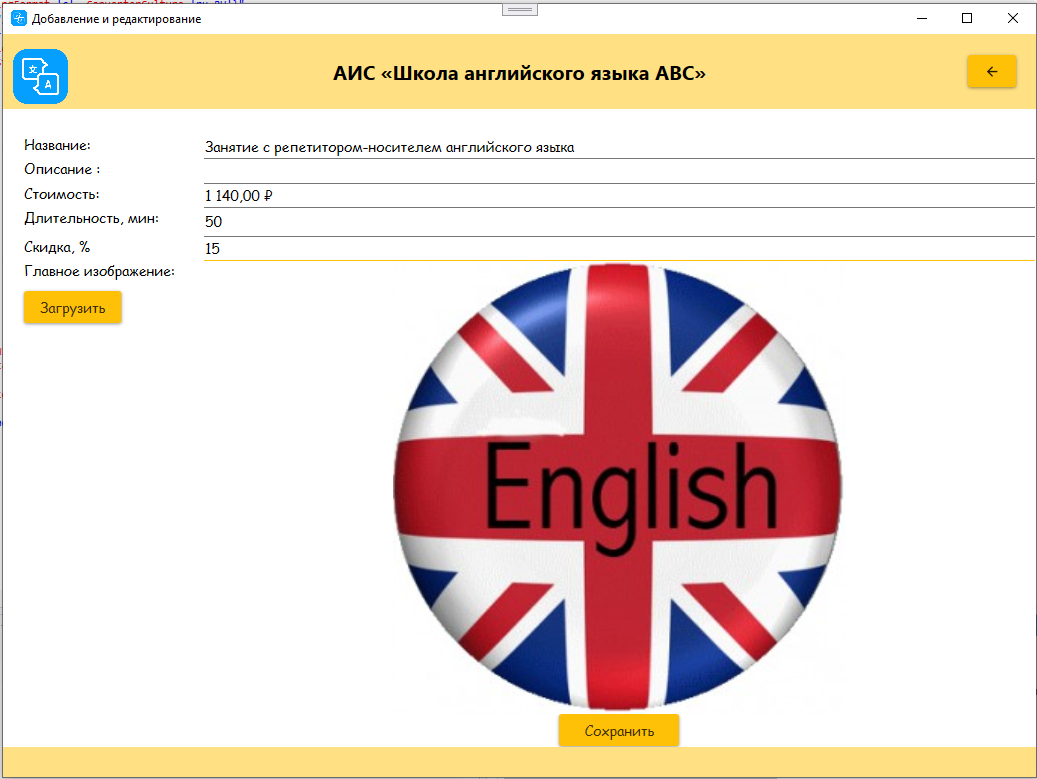 Добавление и редактирование
АИС «Школа английского языка ABC»
Название:
Занятие с репетитором-носителем английского языка
Описание :
Стоимость:
1 140,00 ₽
Длительность, мин:
50
Скидка, %
15
Главное изображение:
Загрузить
English
Сохранить